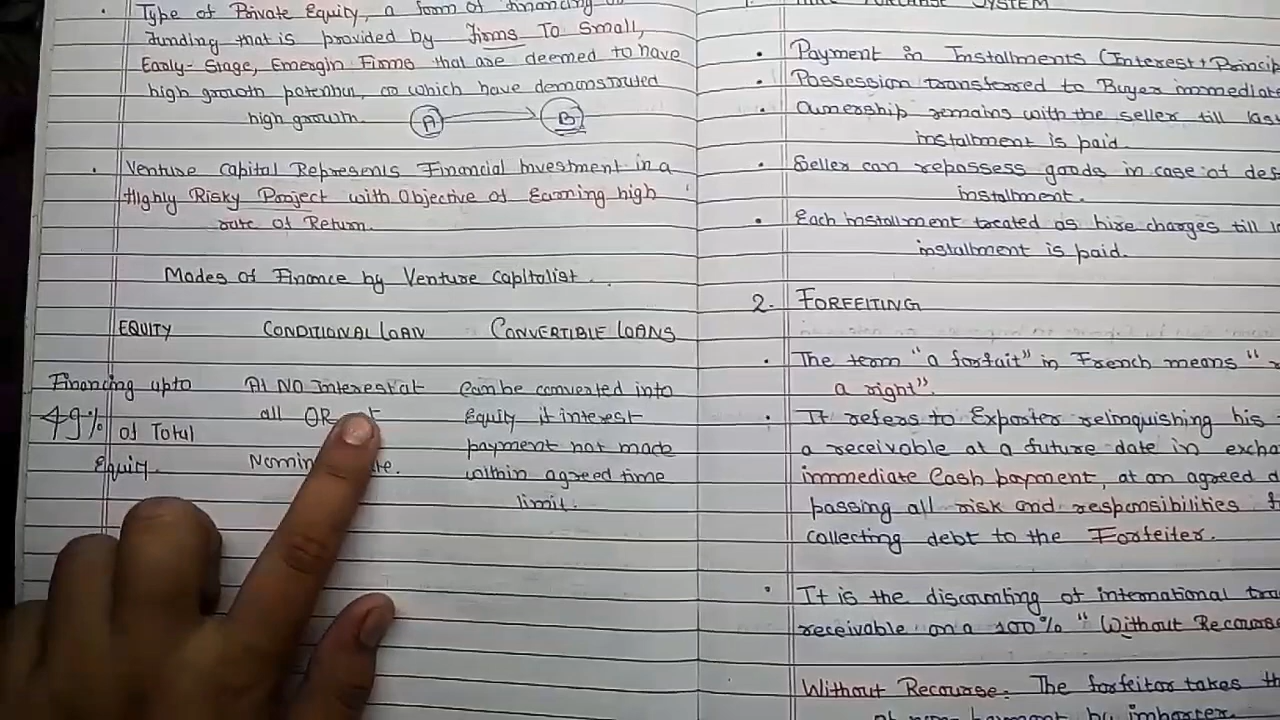 Type of Private Equity, a form of financing
Funding that is provided by Firms To Small,
Early- Stage, Emergin Firms that are deemed to have
high growth potential, or which have demonstrated
high growth.
A B
Venture Capital Represents Financial Investment in a
Highly Risky Project with Objective of Earning high
rate of Return.
Modes of Finance by Venture Capitalist.
EQUITY CONDITIONAL LOAN CONVERTIBLE LOANS
Financing upto
49% of Total
Equity.
At No Interest at
all OR
Can be converted into
Equity if interest
payment not made
within agreed time
limit.
SYSTEM
Payment in Installments (Interest+
Possession transferred to Buyer
Ownership remains with the seller till
installment is paid.
Seller can repossess goods in case of
installment.
Each installment treated as hire charges till
installment is paid.
2. FORFEITING
The term "a forfait" in French means "
a right".
It refers to Exporter relinquishing his
a receivable at a future date in
immediate Cash payment, at an agreed
passing all risk and responsibilities
collecting debt to the Forfeiter.
It is the discounting of international
receivable on a 100% "Without Recourse
Without Recourse: The forfeitor takes
by importer.